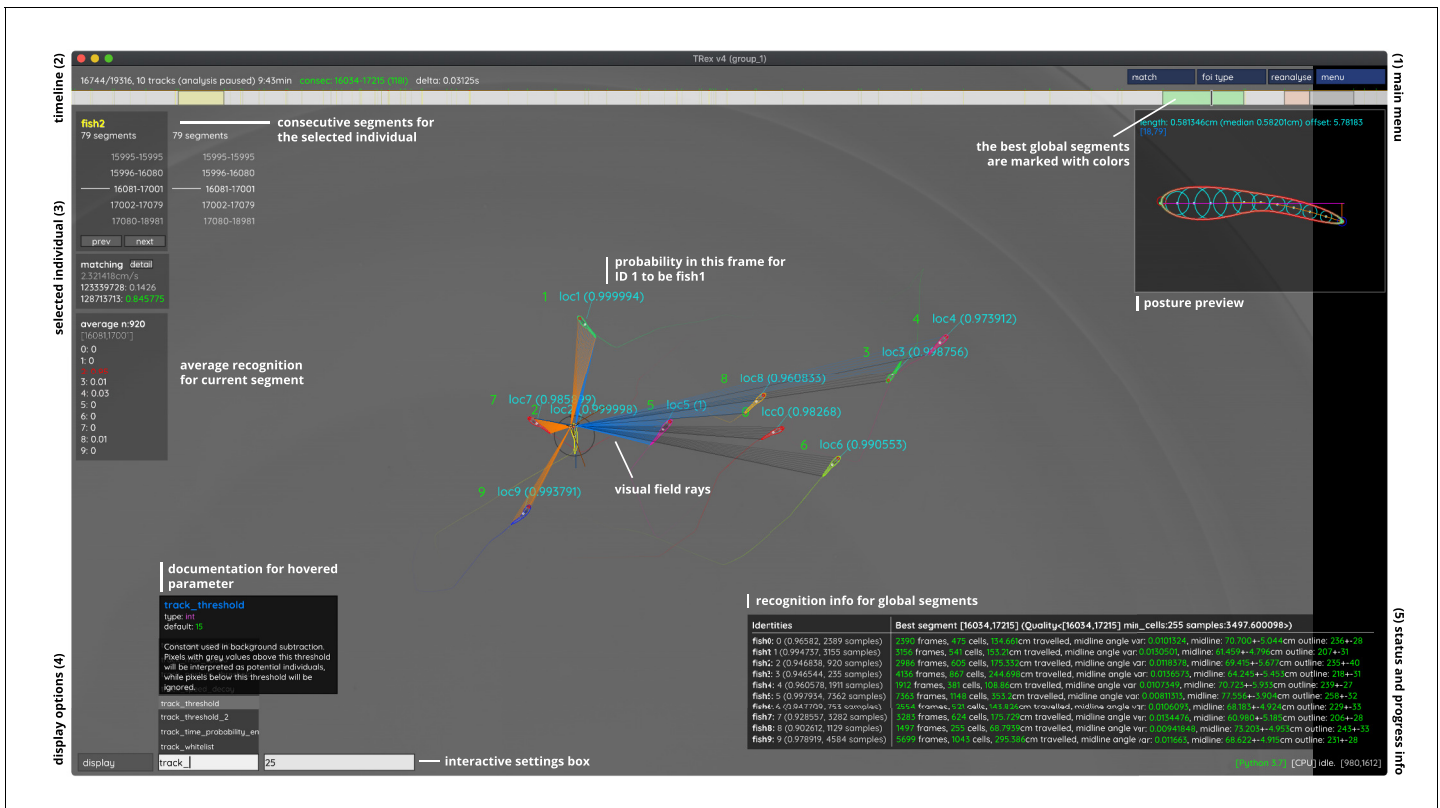 TRex v4 (group_1)
16744/19316, 10 tracks (analysis paused) 9:43min consec: 16034-17215 (1181) delta: 0.03125s
match
foi type
reanalyse
menu
timeline (2)
(1) main menu
fish2
79 segments
79 segments
consecutive segments for
the selected individual
15995-15995
15995-15995
15996-16080
15996-16080
16081-17001
16081-17001
17002-17079
17002-17079
17080-18981
17080-18981
prev
next
the best global segments
are marked with colors
length: 0.581346cm (median 0.58201cm) offset: 5.78183
[18,79]
posture preview
selected individual (3)
matching detail
2.321418cm/s
123339728: 0.1426
128713713: 0.845775
average n:920
0: 0
1: 0
3: 0.01
4: 0.03
5: 0
6: 0
7: 0
8: 0.01
9: 0
average recognition
for current segment
probability in this frame for
ID 1 to be fish1
1 loc1 (0.999994)
4 loc4 (0.973912)
3 loc3 (0.998756)
8 loc8 (0.960833)
7 loc7
2 loc2 (0.999998)
5 loc5 (1)
(0.98268)
6 loc6 (0.990553)
9 loc9 (0.993791)
visual field rays
display options (4)
documentation for hovered
parameter
track_threshold
type: int
default: 15
Constant used in background subtraction.
Pixels with grey values above this threshold
will be interpreted as potential individuals,
while pixels below this threshold will be
ignored.
track_threshold
track_threshold_2
track_time_probability_en
track_whitelist
display
track_
25
interactive settings box
recognition info for global segments
Identities
Best segment [16034,17215] (Quality<[16034,17215] min_cells:255 samples:3497.600098>)
fish0: 0 (0.96582, 2389 samples) 2390 frames, 475 cells, 134.661cm travelled, midline angle var: 0.0101324, midline: 70.700+-5.044cm outline: 236+-28
fish1 1 (0.994737, 3155 samples) 3156 frames, 541 cells, 153.21cm travelled, midline angle var: 0.0130501, midline: 61.459+-4.796cm outline: 207+-31
fish2: 2 (0.946838, 920 samples) 2986 frames, 605 cells, 175.332cm travelled, midline angle var: 0.0118378, midline: 69.415+-5.677cm outline: 235+-40
3 (0.946544, 235 samples) 4136 frames, 867 cells, 244.698cm travelled, midline angle var: 0.0136573, midline: 64.245+-5.453cm outline: 218+-31
fish4: 4 (0.960578, 1911 samples) 1912 frames, 381 cells, 108.86cm travelled, midline angle var: 0.0107349, midline: 70.723+-5.933cm outline: 239+-27
5 (0.997934, 7362 samples) 7363 frames, 1148 cells, 353.2cm travelled, midline angle var: 0.00811313, midline: 77.556+-3.904cm outline: 258+-32
samples) frames, cells, travelled, midline angle var: 0.0106093, midline: 68.183+-4.924cm outline: 229+-33
fish7: 7 (0.928557, 3282 samples) 3283 frames, 624 cells, 175.729cm travelled, midline angle var: 0.0134476, midline: 60.980+-5.185cm outline: 206+-28
fish8: 8 (0.902612, 1129 samples) 1497 frames, 255 cells, 68.7939cm travelled, midline angle var: 0.00941848, midline: 73.203+-4.953cm outline: 243+-33
fish9: 9 (0.978919, 4584 samples) 5699 frames, 1043 cells, 295.386cm travelled, midline angle var: 0.011663, midline: 68.622+-4.915cm outline: 231+-28
[Python 3.7] [CPU] idle. [980,1612]
(5) status and progress info